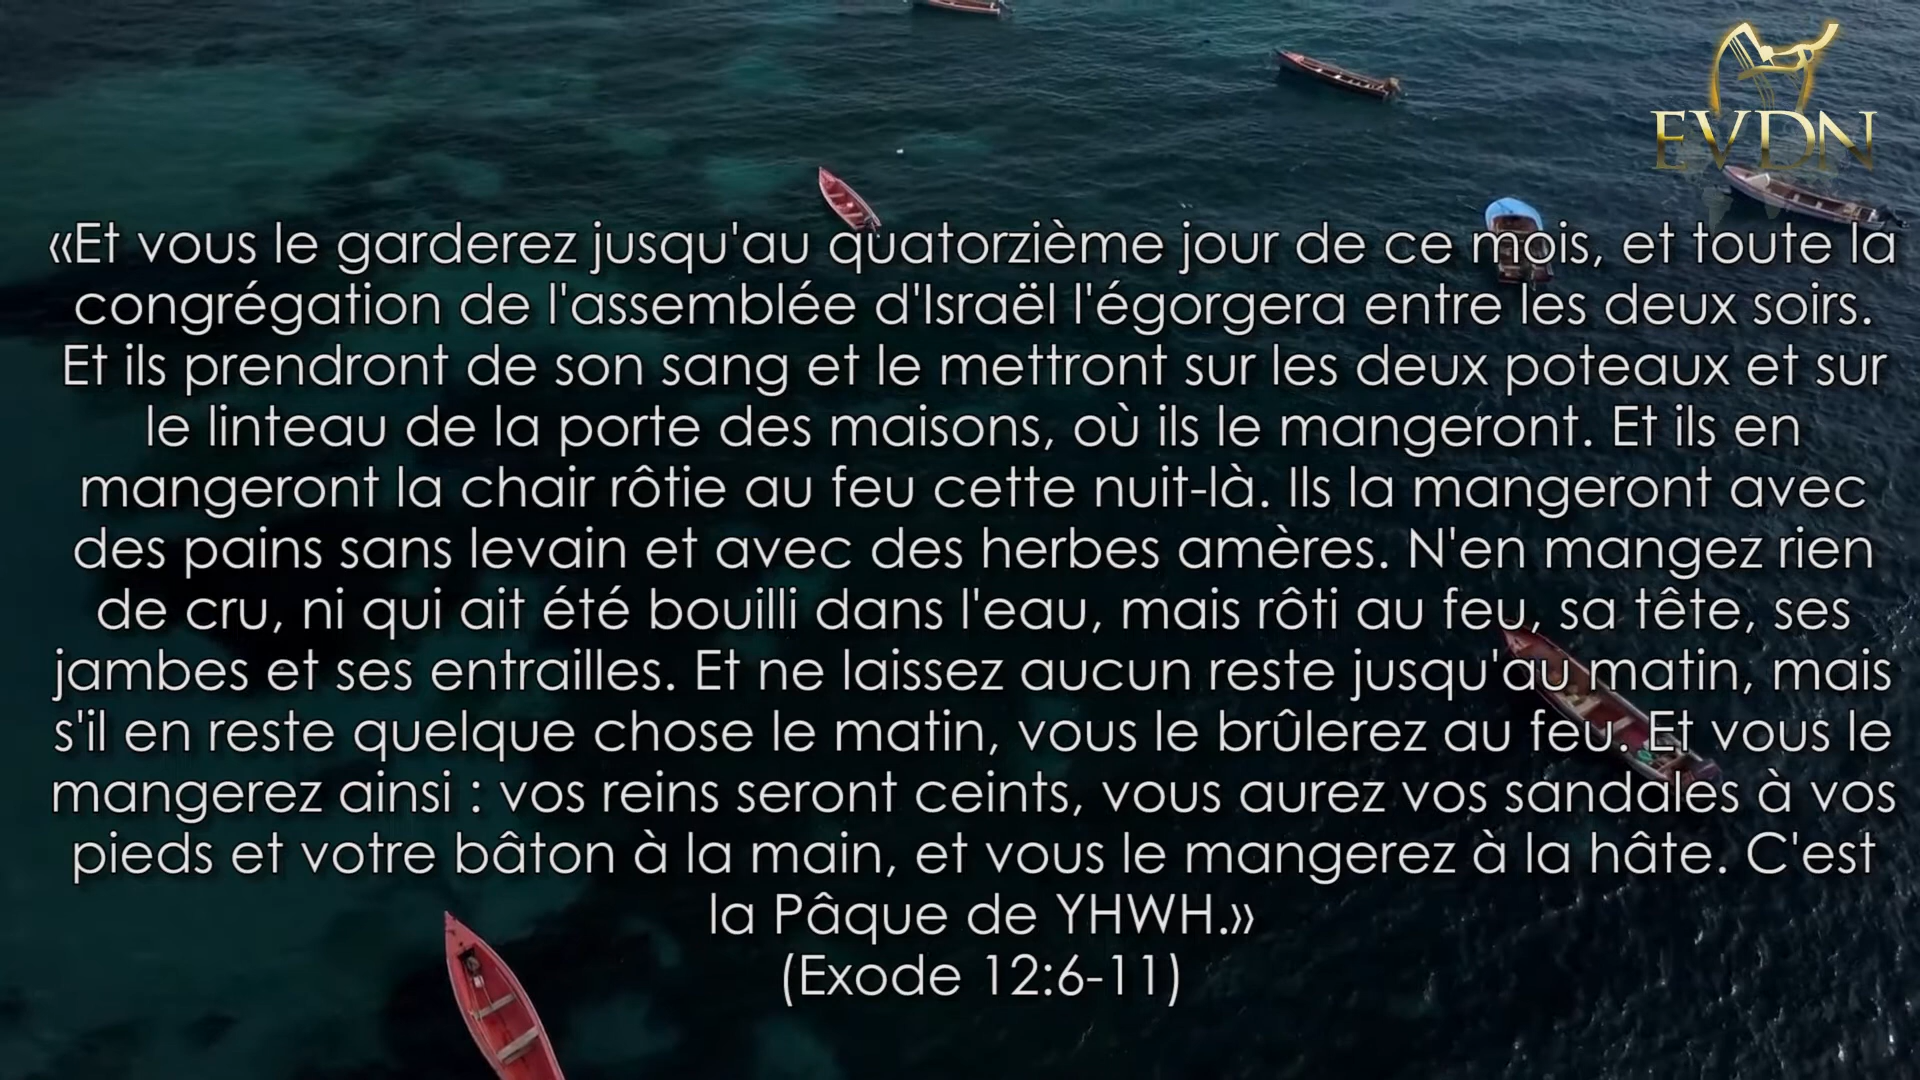 EVDN
«Et vous le garderez jusqu'au quatorzième jour de ce mois, et toute la
congrégation de l'assemblée d'Israël l'égorgera entre les deux soirs.
Et ils prendront de son sang et le mettront sur les deux poteaux et sur
le linteau de la porte des maisons, où ils le mangeront. Et ils en
mangeront la chair rôtie au feu cette nuit-là. Ils la mangeront avec
des pains sans levain et avec des herbes amères. N'en mangez rien
de cru, ni qui ait été bouilli dans l'eau, mais rôti au feu, sa tête, ses
jambes et ses entrailles. Et ne laissez aucun reste jusqu'au matin, mais
s'il en reste quelque chose le matin, vous le brûlerez au feu. Et vous le
mangerez ainsi : vos reins seront ceints, vous aurez vos sandales à vos
pieds et votre bâton à la main, et vous le mangerez à la hâte. C'est
la Pâque de YHWH.»
(Exode 12:6-11)